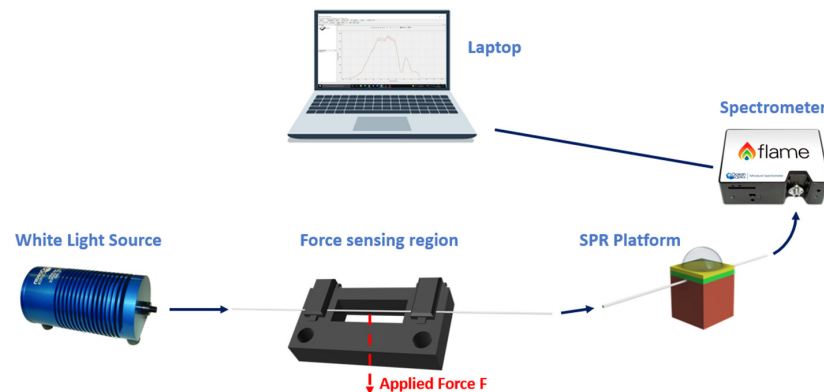 Laptop
Spectrometer
flame
White Light Source
Force sensing region
SPR Platform
Applied Force F